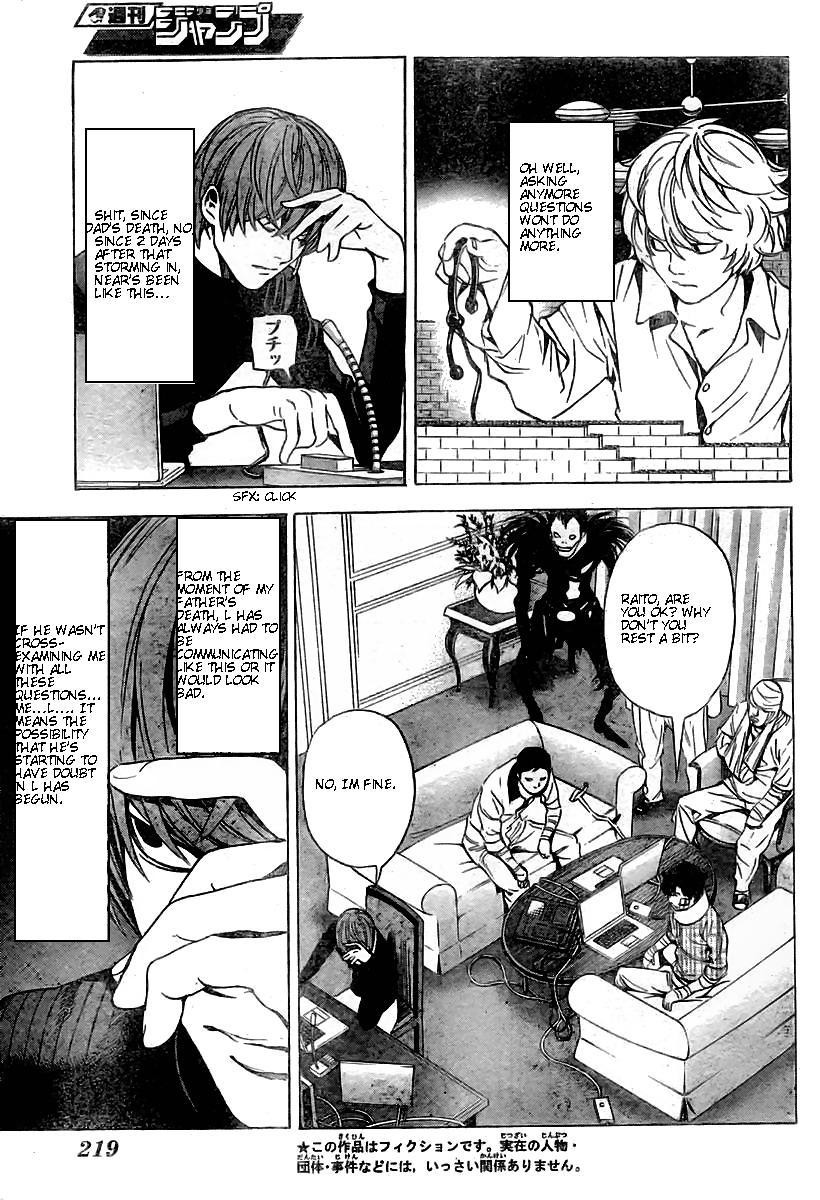 週刊
ジャンプ
OH WELL,
ASKING
ANYMORE
QUESTIONS
WONT DO
ANYTHING
MORE.
SHIT, SINCE
DAD'S DEATH, NO,
SINCE 2 DAYS
AFTER THAT
STORMING IN,
NEAR'S BEEN
LIKE THIS...
プチッ
SFX: CLICK
RAITO, ARE
YOU OK? WHY
DON'T YOU
REST A BIT?
NO, IM FINE.
FROM THE
MOMENT OF MY
FATHER'S
DEATH, L HAS
ALWAYS HAD TO
BE
COMMUNICATING
LIKE THIS OR IT
WOULD LOOK
BAD.
IF HE WASN'T
CROSS-
EXAMINING ME
WITH ALL
THESE
QUESTIONS...
ME...L.... IT
MEANS THE
POSSIBILITY
THAT HE'S
STARTING TO
HAVE DOUBT
IN L HAS
BEGUN.
219
★この作品はフィクションです。実在の人物・
団体・事件などには、いっさい関係ありません。